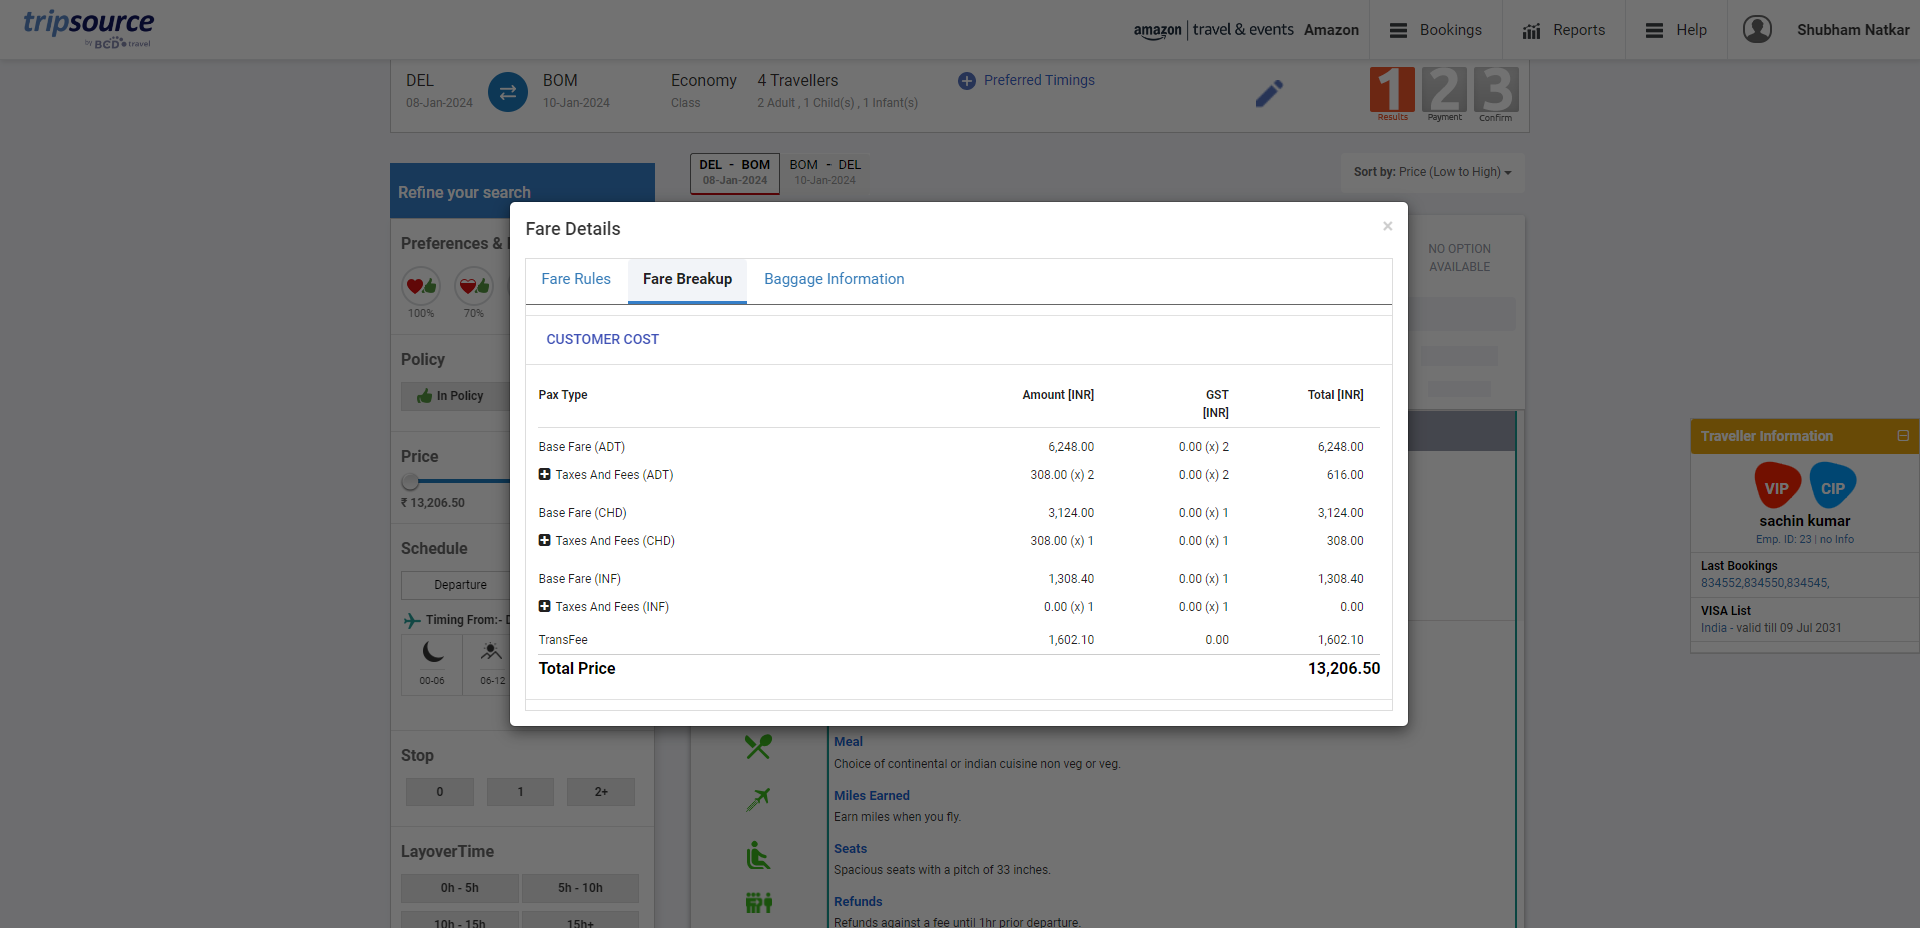 tripsource
by BCD travel
amazon | travel & events Amazon
Bookings
Reports
Help
Shubham Natkar
DEL
08-Jan-2024
BOM
10-Jan-2024
Economy
Class
4 Travellers
2 Adult , 1 Child(s) , 1 Infant(s)
Preferred Timings
1 2 3
Results Payment Confirm
DEL - BOM
08-Jan-2024
BOM - DEL
10-Jan-2024
Sort by: Price (Low to High)
Refine your search
Preferences &
100% 70%
Policy
In Policy
Price
₹ 13,206.50
Schedule
Departure
Timing From:-
00-06 06-12
Stop
0 1 2+
LayoverTime
0h - 5h 5h - 10h
10h - 15h 15h+
Fare Details ×
Fare Rules Fare Breakup Baggage Information
CUSTOMER COST
Pax Type Amount [INR] GST [INR] Total [INR]
Base Fare (ADT) 6,248.00 0.00 (x) 2 6,248.00
Taxes And Fees (ADT) 308.00 (x) 2 0.00 (x) 2 616.00
Base Fare (CHD) 3,124.00 0.00 (x) 1 3,124.00
Taxes And Fees (CHD) 308.00 (x) 1 0.00 (x) 1 308.00
Base Fare (INF) 1,308.40 0.00 (x) 1 1,308.40
Taxes And Fees (INF) 0.00 (x) 1 0.00 (x) 1 0.00
TransFee 1,602.10 0.00 1,602.10
Total Price 13,206.50
NO OPTION
AVAILABLE
Meal
Choice of continental or indian cuisine non veg or veg.
Miles Earned
Earn miles when you fly.
Seats
Spacious seats with a pitch of 33 inches.
Refunds
Refunds against a fee until 1hr prior departure.
Traveller Information
VIP CIP
sachin kumar
Emp. ID: 23 | no Info
Last Bookings
834552,834550,834545,
VISA List
India - valid till 09 Jul 2031